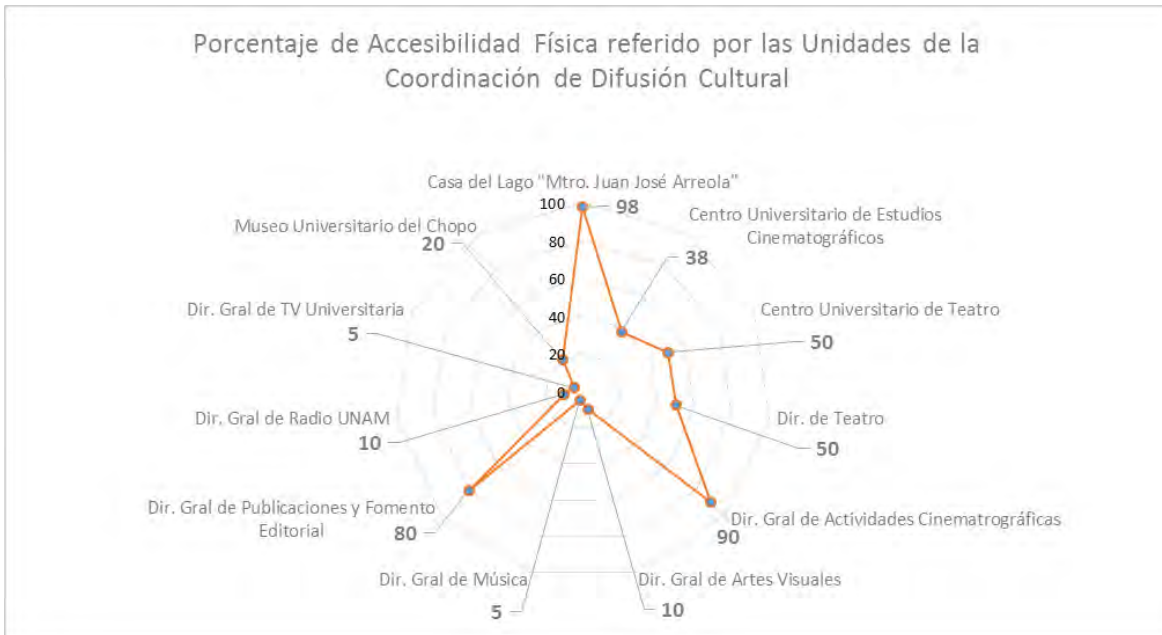 Porcentaje de Accesibilidad Física referido por las Unidades de la
Coordinación de Difusión Cultural
Casa del Lago "Mtro. Juan José Arreola"
98
Centro Universitario de Estudios
Cinematográficos
38
Centro Universitario de Teatro
50
Dir. de Teatro
50
Dir. Gral de Actividades Cinematrográficas
90
Dir. Gral de Artes Visuales
10
Dir. Gral de Música
5
Dir. Gral de Publicaciones y Fomento
Editorial
80
Dir. Gral de Radio UNAM
10
Dir. Gral de TV Universitaria
5
Museo Universitario del Chopo
20
100
80
60
40
20
0